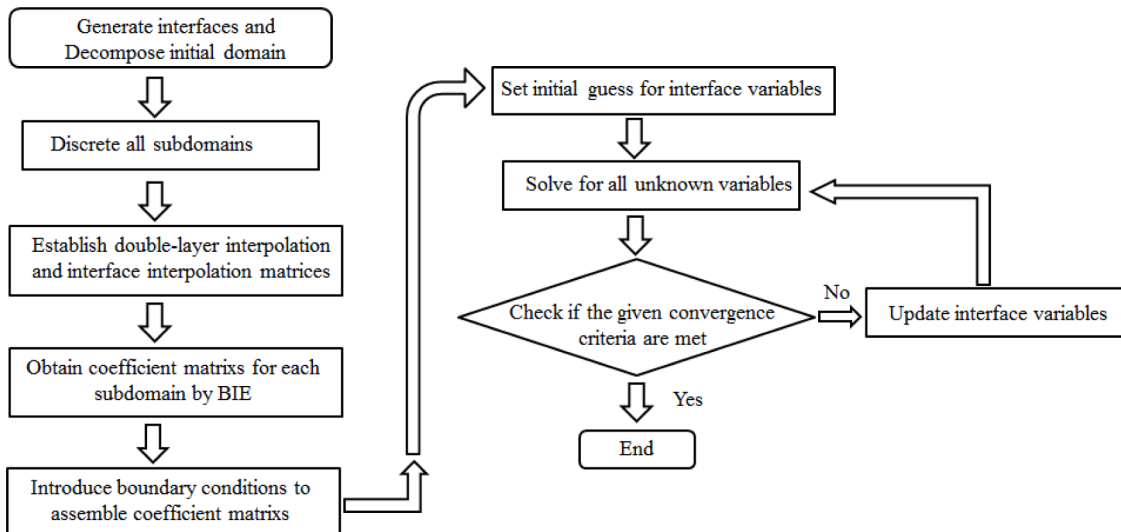 Generate interfaces and
Decompose initial domain
Discrete all subdomains
Establish double-layer interpolation
and interface interpolation matrices
Obtain coefficient matrixs for each
subdomain by BIE
Introduce boundary conditions to
assemble coefficient matrixs
Set initial guess for interface variables
Solve for all unknown variables
Check if the given convergence
criteria are met
No
Update interface variables
Yes
End